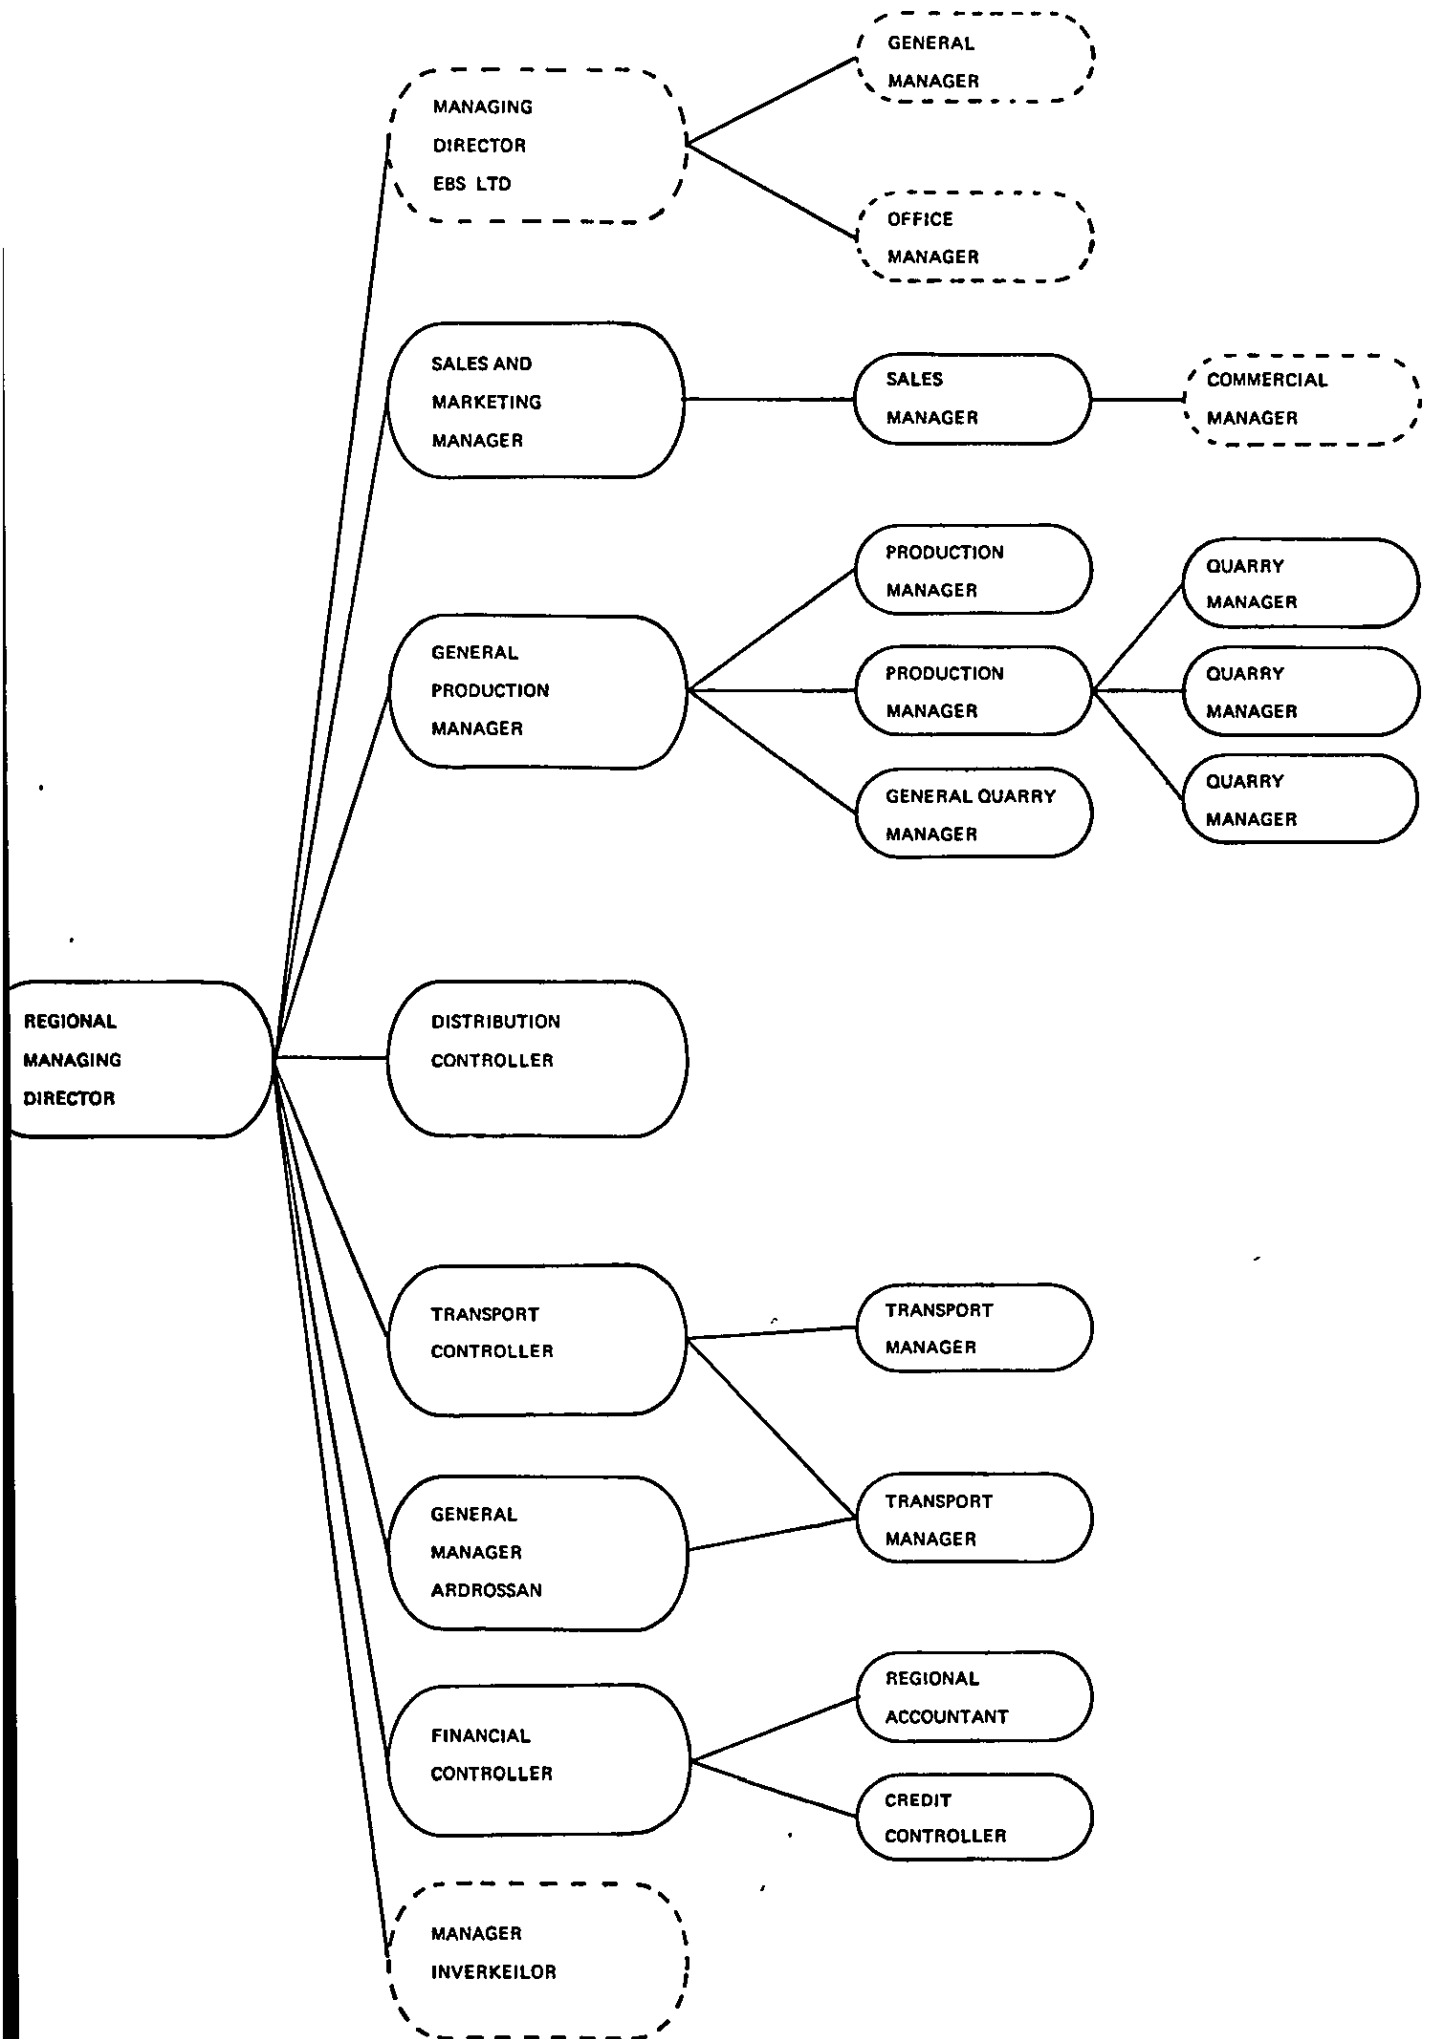 GENERAL
MANAGER
MANAGING
DIRECTOR
EBS LTD
OFFICE
MANAGER
SALES AND
MARKETING
MANAGER
SALES
MANAGER
COMMERCIAL
MANAGER
PRODUCTION
MANAGER
QUARRY
MANAGER
GENERAL
PRODUCTION
MANAGER
PRODUCTION
MANAGER
QUARRY
MANAGER
GENERAL QUARRY
MANAGER
QUARRY
MANAGER
REGIONAL
MANAGING
DIRECTOR
DISTRIBUTION
CONTROLLER
TRANSPORT
CONTROLLER
TRANSPORT
MANAGER
GENERAL
MANAGER
ARDROSSAN
TRANSPORT
MANAGER
FINANCIAL
CONTROLLER
REGIONAL
ACCOUNTANT
CREDIT
CONTROLLER
MANAGER
INVERKEILOR